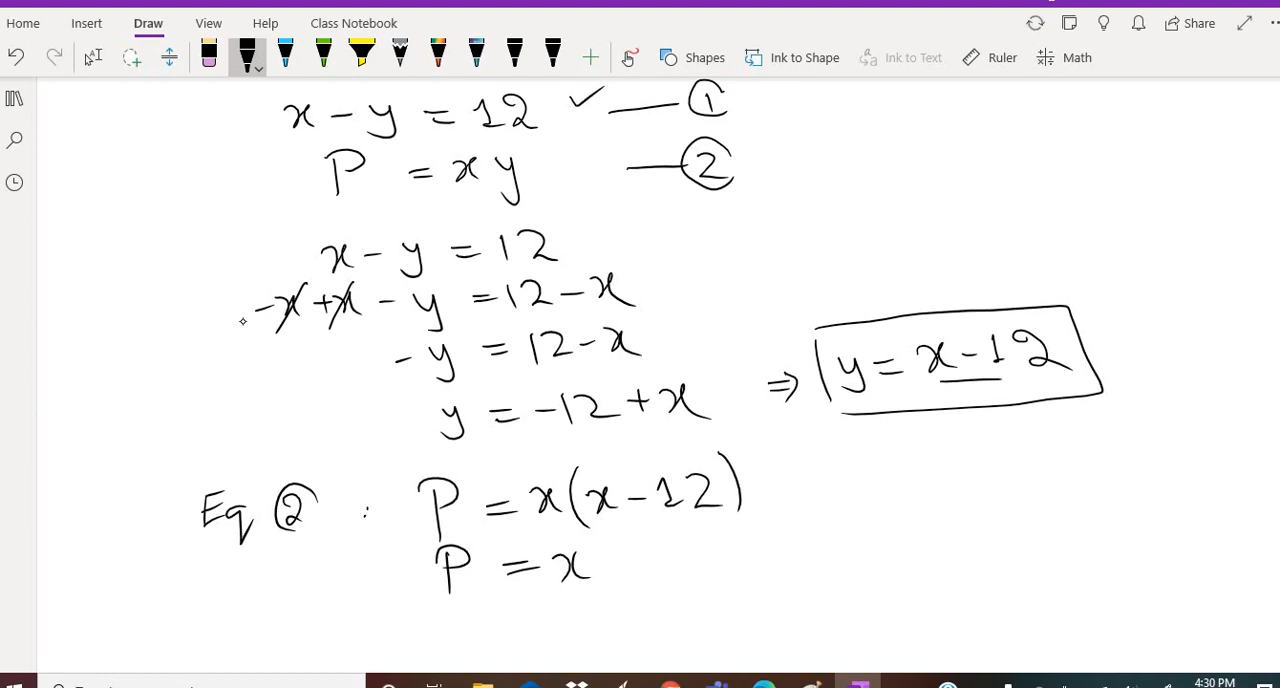 Home Insert Draw View Help Class Notebook Share
Shapes Ink to Shape Ink to Text Ruler Math
x - y = 12 ✓ — ①
P = xy — ②
x - y = 12
-x + x - y = 12 - x
- y = 12 - x
y = -12 + x ⇒ y = x - 12
Eq ② : P = x(x - 12)
P = x
4:30 PM